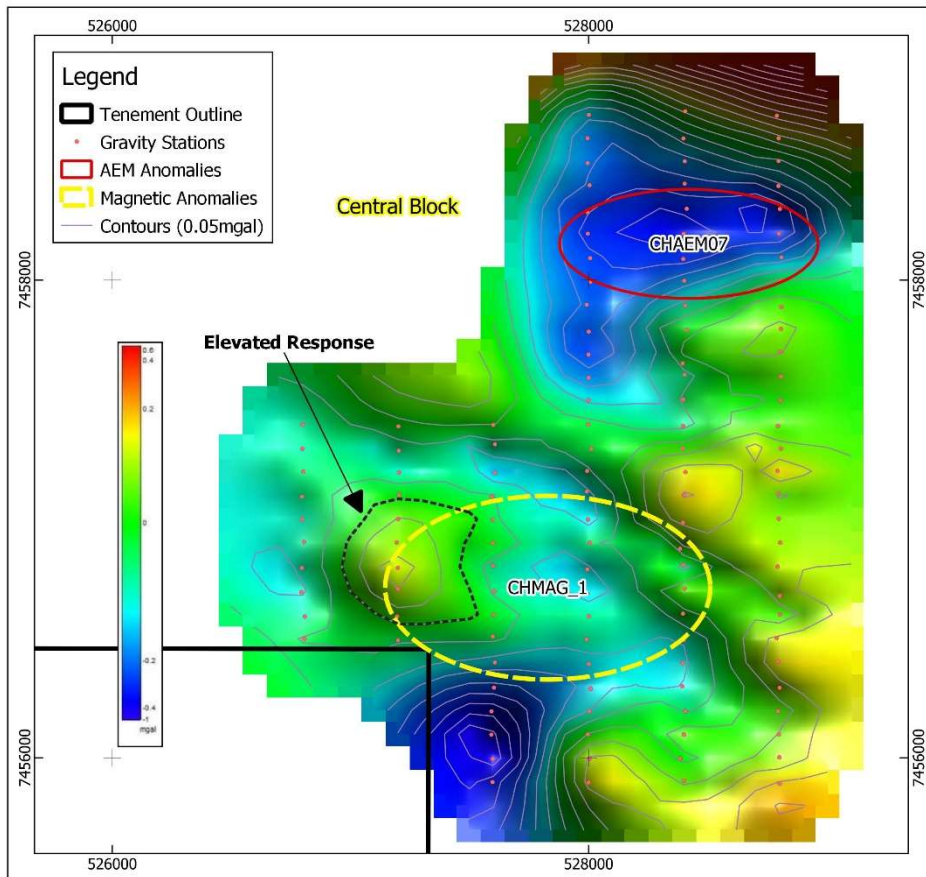 526000
528000
Legend
Tenement Outline
Gravity Stations
AEM Anomalies
Magnetic Anomalies
Contours (0.05mgal)
Central Block
CHAEM07
7458000
7458000
Elevated Response
0.6
0.4
0.2
0
-0.2
-0.4
-1
mgal
CHMAG_1
7456000
7456000
526000
528000